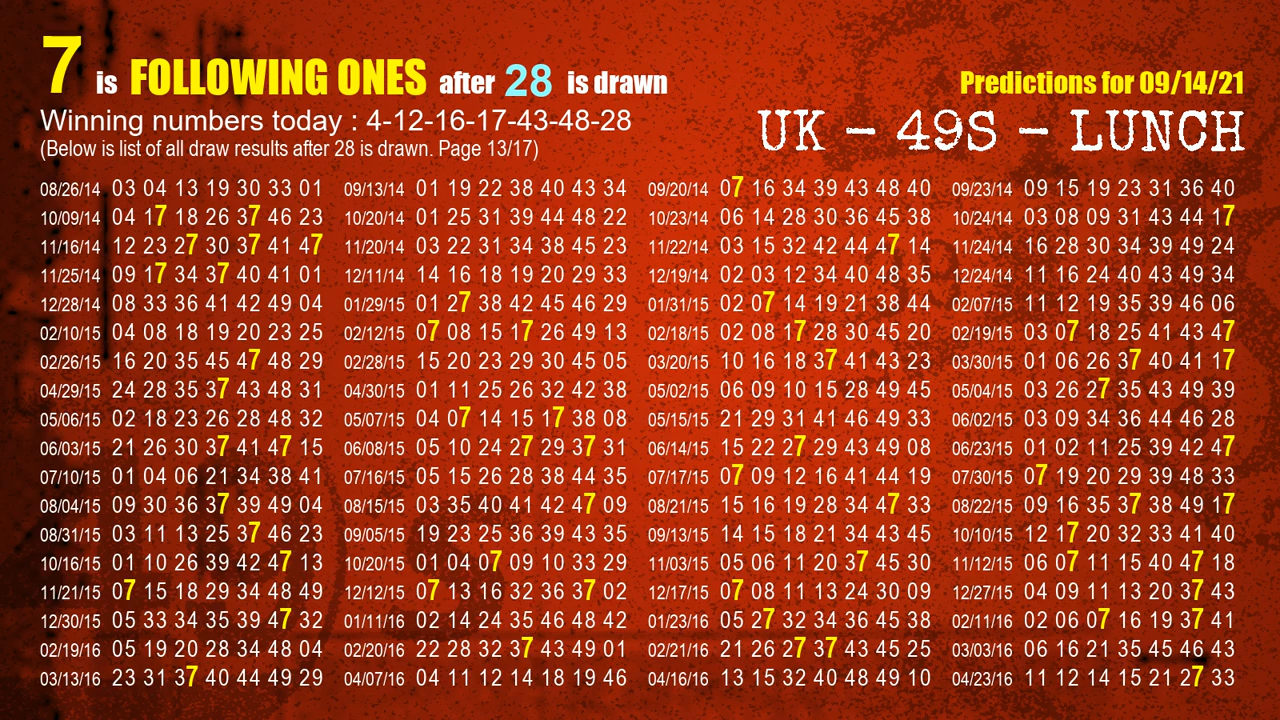 7 is FOLLOWING ONES after 28 is drawn
Predictions for 09/14/21
Winning numbers today : 4-12-16-17-43-48-28
UK - 49S - LUNCH
(Below is list of all draw results after 28 is drawn. Page 13/17)
08/26/14 03 04 13 19 30 33 01 09/13/14 01 19 22 38 40 43 34 09/20/14 07 16 34 39 43 48 40 09/23/14 09 15 19 23 31 36 40
10/09/14 04 17 18 26 37 46 23 10/20/14 01 25 31 39 44 48 22 10/23/14 06 14 28 30 36 45 38 10/24/14 03 08 09 31 43 44 17
11/16/14 12 23 27 30 37 41 47 11/20/14 03 22 31 34 38 45 23 11/22/14 03 15 32 42 44 47 14 11/24/14 16 28 30 34 39 49 24
11/25/14 09 17 34 37 40 41 01 12/11/14 14 16 18 19 20 29 33 12/19/14 02 03 12 34 40 48 35 12/24/14 11 16 24 40 43 49 34
12/28/14 08 33 36 41 42 49 04 01/29/15 01 27 38 42 45 46 29 01/31/15 02 07 14 19 21 38 44 02/07/15 11 12 19 35 39 46 06
02/10/15 04 08 18 19 20 23 25 02/12/15 07 08 15 17 26 49 13 02/18/15 02 08 17 28 30 45 20 02/19/15 03 07 18 25 41 43 47
02/26/15 16 20 35 45 47 48 29 02/28/15 15 20 23 29 30 45 05 03/20/15 10 16 18 37 41 43 23 03/30/15 01 06 26 37 40 41 17
04/29/15 24 28 35 37 43 48 31 04/30/15 01 11 25 26 32 42 38 05/02/15 06 09 10 15 28 49 45 05/04/15 03 26 27 35 43 49 39
05/06/15 02 18 23 26 28 48 32 05/07/15 04 07 14 15 17 38 08 05/15/15 21 29 31 41 46 49 33 06/02/15 03 09 34 36 44 46 28
06/03/15 21 26 30 37 41 47 15 06/08/15 05 10 24 27 29 37 31 06/14/15 15 22 27 29 43 49 08 06/23/15 01 02 11 25 39 42 47
07/10/15 01 04 06 21 34 38 41 07/16/15 05 15 26 28 38 44 35 07/17/15 07 09 12 16 41 44 19 07/30/15 07 19 20 29 39 48 33
08/04/15 09 30 36 37 39 49 04 08/15/15 03 35 40 41 42 47 09 08/21/15 15 16 19 28 34 47 33 08/22/15 09 16 35 37 38 49 17
08/31/15 03 11 13 25 37 46 23 09/05/15 19 23 25 36 39 43 35 09/13/15 14 15 18 21 34 43 45 10/10/15 12 17 20 32 33 41 40
10/16/15 01 10 26 39 42 47 13 10/20/15 01 04 07 09 10 33 29 11/03/15 05 06 11 20 37 45 30 11/12/15 06 07 11 15 40 47 18
11/21/15 07 15 18 29 34 48 49 12/12/15 07 13 16 32 36 37 02 12/17/15 07 08 11 13 24 30 09 12/27/15 04 09 11 13 20 37 43
12/30/15 05 33 34 35 39 47 32 01/11/16 02 14 24 35 46 48 42 01/23/16 05 27 32 34 36 45 38 02/11/16 02 06 07 16 19 37 41
02/19/16 05 19 20 28 34 48 04 02/20/16 22 28 32 37 43 49 01 02/21/16 21 26 27 37 43 45 25 03/03/16 06 16 21 35 45 46 43
03/13/16 23 31 37 40 44 49 29 04/07/16 04 11 12 14 18 19 46 04/16/16 13 15 32 40 48 49 10 04/23/16 11 12 14 15 21 27 33